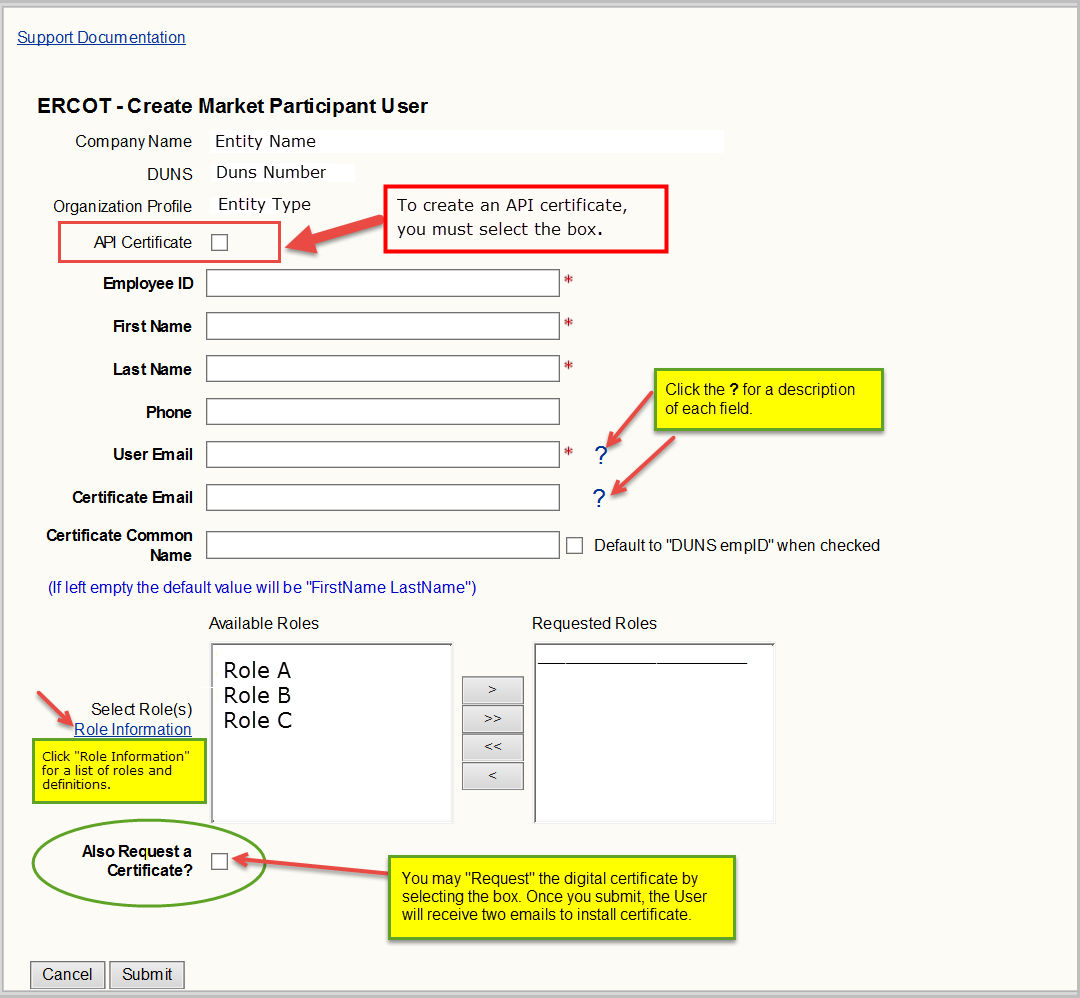 Support Documentation
ERCOT - Create Market Participant User
Company Name Entity Name
DUNS Duns Number
Organization Profile Entity Type
To create an API certificate,
you must select the box.
API Certificate
Employee ID *
First Name *
Last Name *
Click the ? for a description
of each field.
Phone
User Email * ?
Certificate Email ?
Certificate Common
Name
Default to "DUNS empID" when checked
(If left empty the default value will be "FirstName LastName")
Available Roles
Requested Roles
Role A
Role B
Role C
>
>>
<<
<
Select Role(s)
Role Information
Click "Role Information"
for a list of roles and
definitions.
Also Request a
Certificate?
You may "Request" the digital certificate by
selecting the box. Once you submit, the User
will receive two emails to install certificate.
Cancel Submit